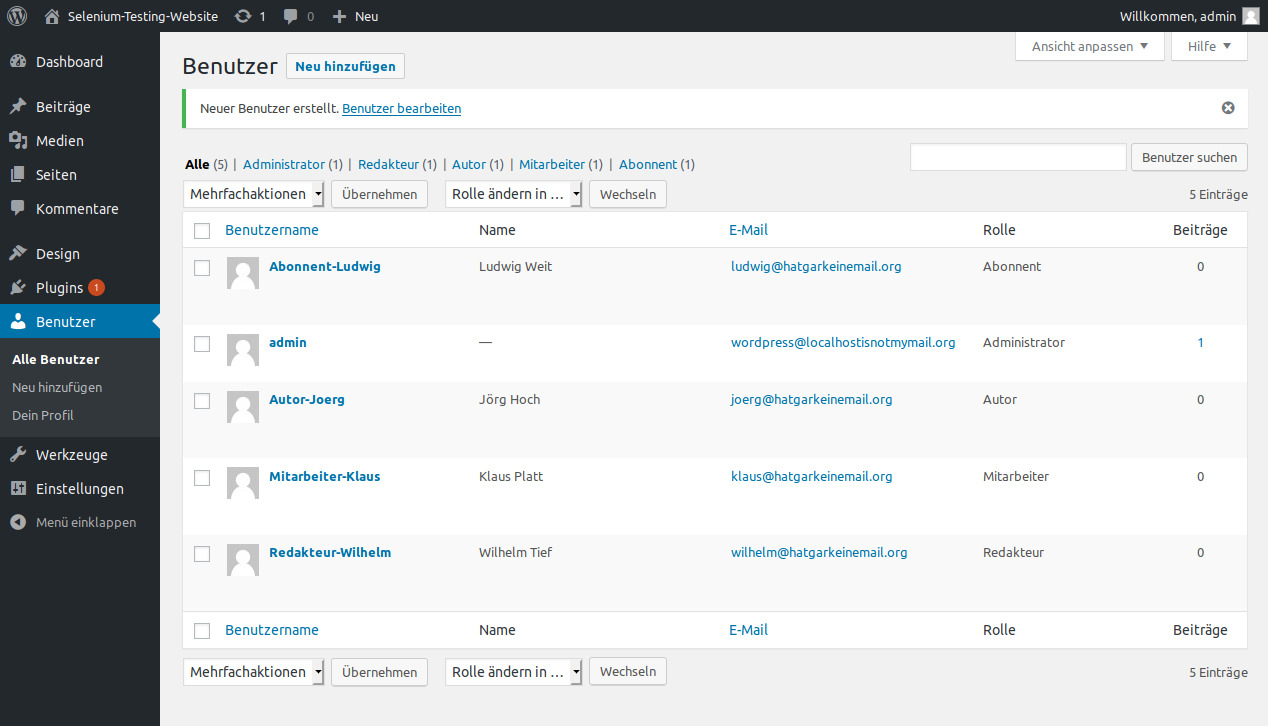 Selenium-Testing-Website 1 0 Neu Willkommen, admin
Ansicht anpassen Hilfe
Dashboard
Beiträge
Medien
Seiten
Kommentare
Design
Plugins 1
Benutzer
Alle Benutzer
Neu hinzufügen
Dein Profil
Werkzeuge
Einstellungen
Menü einklappen
Benutzer Neu hinzufügen
Neuer Benutzer erstellt. Benutzer bearbeiten
Alle (5) | Administrator (1) | Redakteur (1) | Autor (1) | Mitarbeiter (1) | Abonnent (1) Benutzer suchen
Mehrfachaktionen Übernehmen Rolle ändern in ... Wechseln 5 Einträge
Benutzername Name E-Mail Rolle Beiträge
Abonnent-Ludwig Ludwig Weit ludwig@hatgarkeinemail.org Abonnent 0
admin — wordpress@localhostisnotmymail.org Administrator 1
Autor-Joerg Jörg Hoch joerg@hatgarkeinemail.org Autor 0
Mitarbeiter-Klaus Klaus Platt klaus@hatgarkeinemail.org Mitarbeiter 0
Redakteur-Wilhelm Wilhelm Tief wilhelm@hatgarkeinemail.org Redakteur 0
Benutzername Name E-Mail Rolle Beiträge
Mehrfachaktionen Übernehmen Rolle ändern in ... Wechseln 5 Einträge